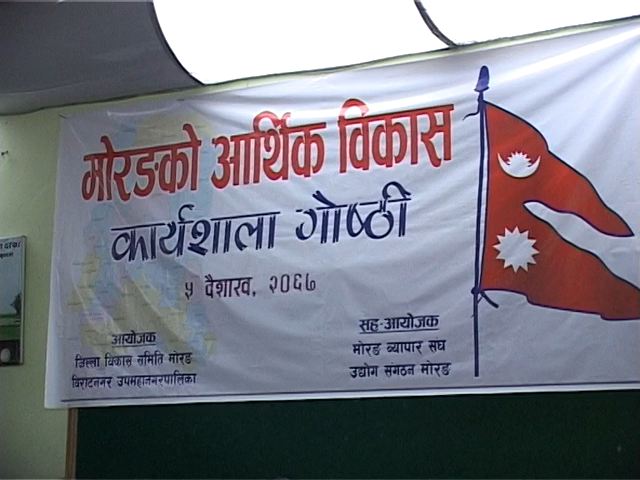 मोरङको आर्थिक विकास
कार्यशाला गोष्ठी
५ वैशाख, २०६७
आयोजक
जिल्ला विकास समिति मोरङ
विराटनगर उपमहानगरपालिका
सह-आयोजक
मोरङ व्यापार संघ
उद्योग संगठन मोरङ